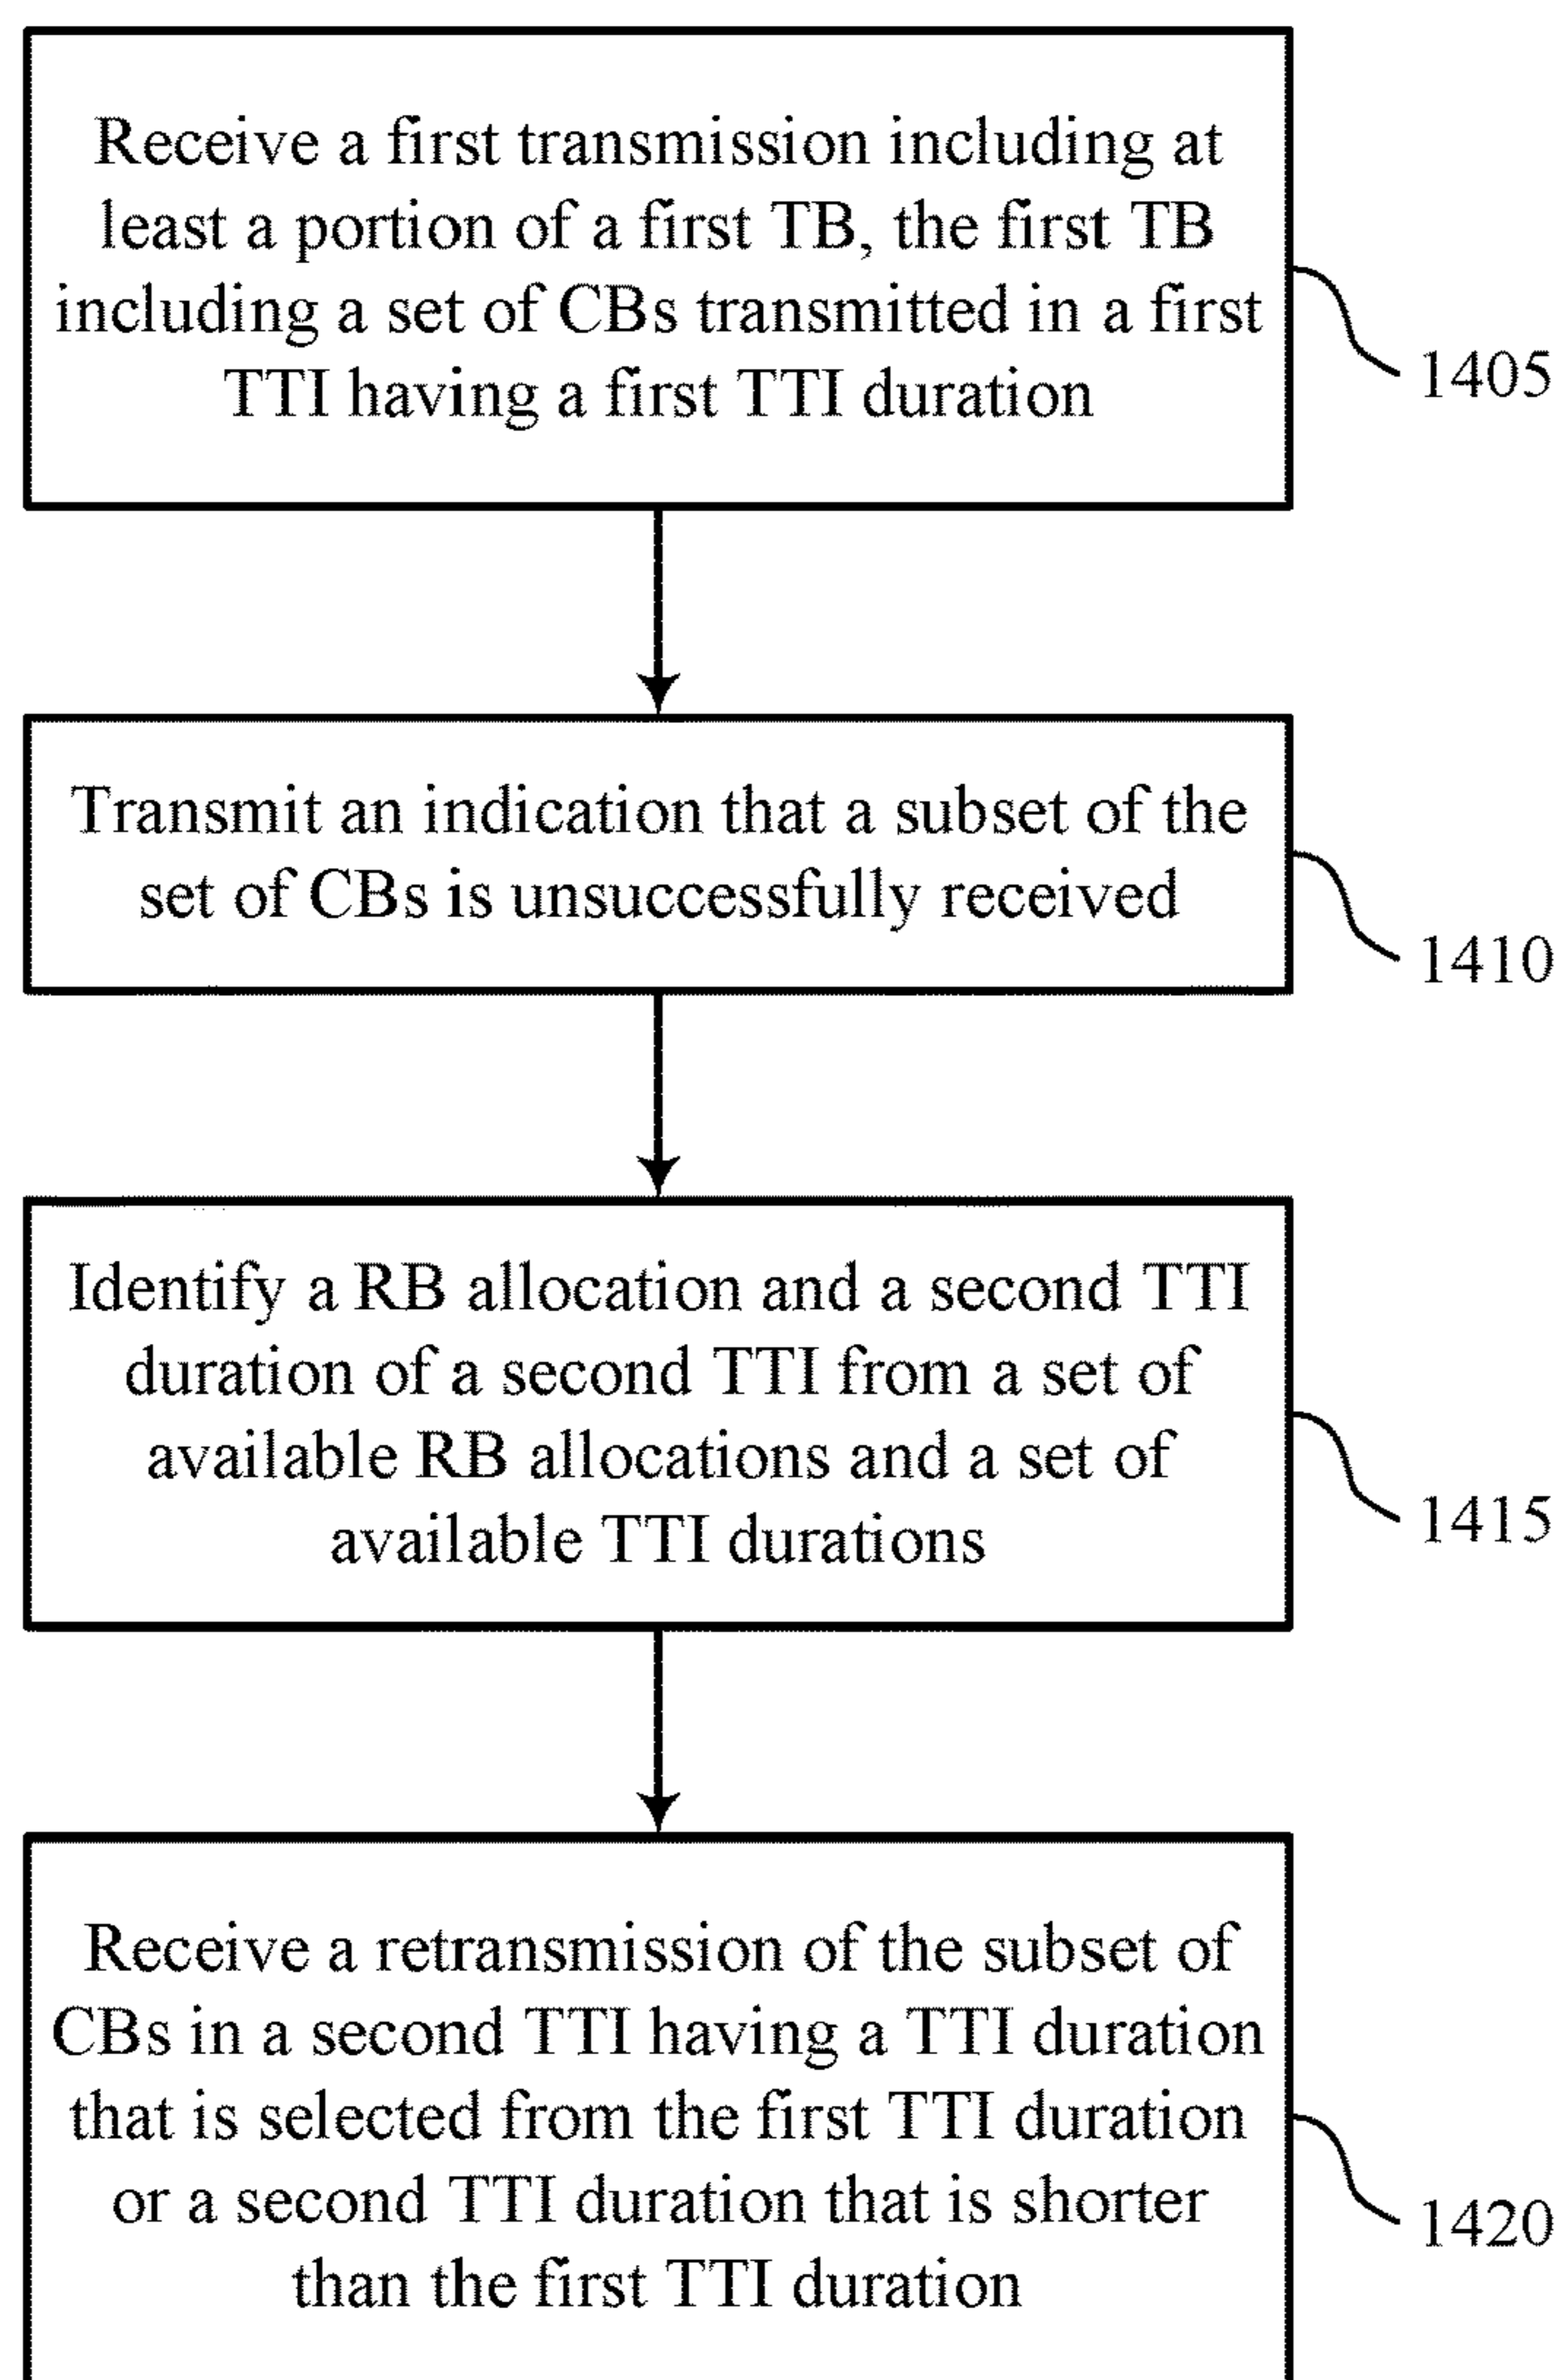 Receive a first transmission including at
least a portion of a first TB, the first TB
including a set of CBs transmitted in a first
TTI having a first TTI duration
1405
Transmit an indication that a subset of the
set of CBs is unsuccessfully received
1410
Identify a RB allocation and a second TTI
duration of a second TTI from a set of
available RB allocations and a set of
available TTI durations
1415
Receive a retransmission of the subset of
CBs in a second TTI having a TTI duration
that is selected from the first TTI duration
or a second TTI duration that is shorter
than the first TTI duration
1420